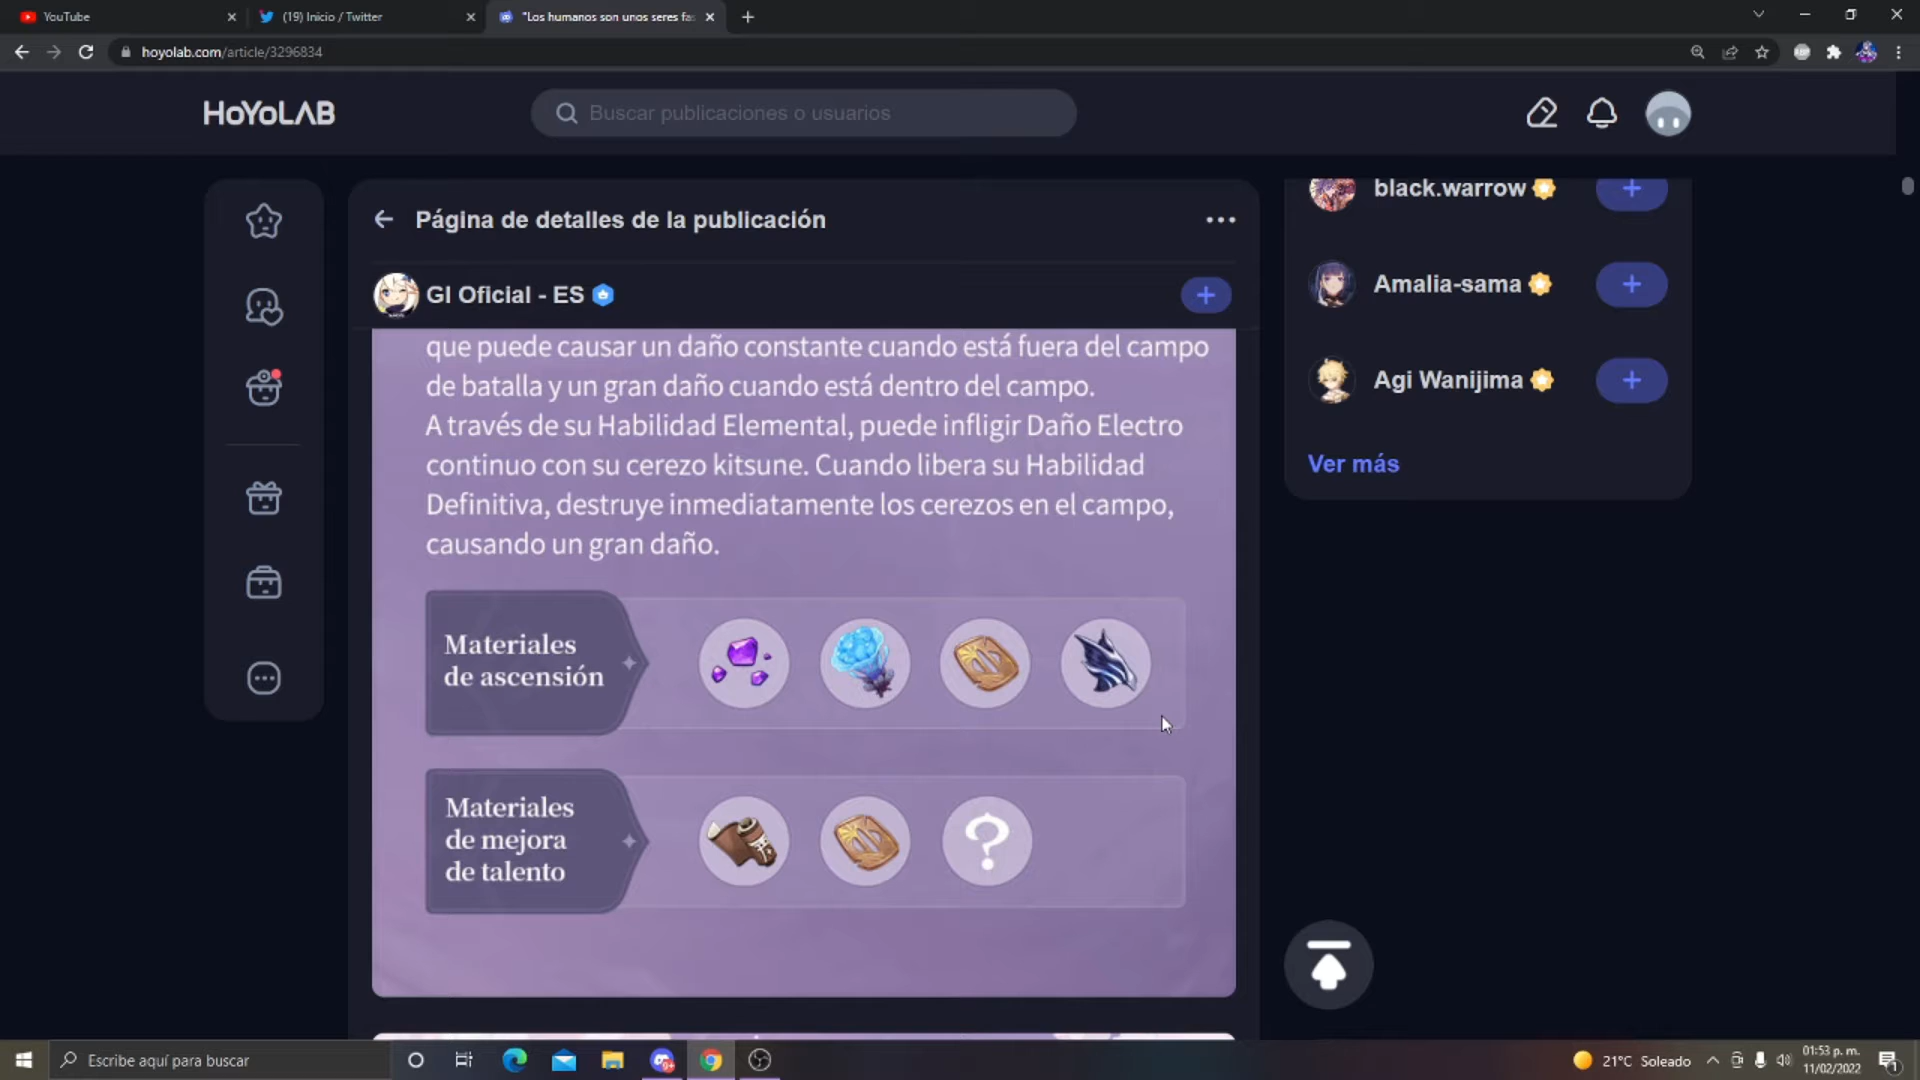 YouTube
(19) Inicio / Twitter
"Los humanos son unos seres fas
hoyolab.com/article/3296834
HoYoLAB
Buscar publicaciones o usuarios
black.warrow
Página de detalles de la publicación
Amalia-sama
GI Oficial - ES
Agi Wanijima
Ver más
que puede causar un daño constante cuando está fuera del campo
de batalla y un gran daño cuando está dentro del campo.
A través de su Habilidad Elemental, puede infligir Daño Electro
continuo con su cerezo kitsune. Cuando libera su Habilidad
Definitiva, destruye inmediatamente los cerezos en el campo,
causando un gran daño.
Materiales
de ascensión
Materiales
de mejora
de talento
?
Escribe aquí para buscar
21°C Soleado
01:53 p. m.
11/02/2022